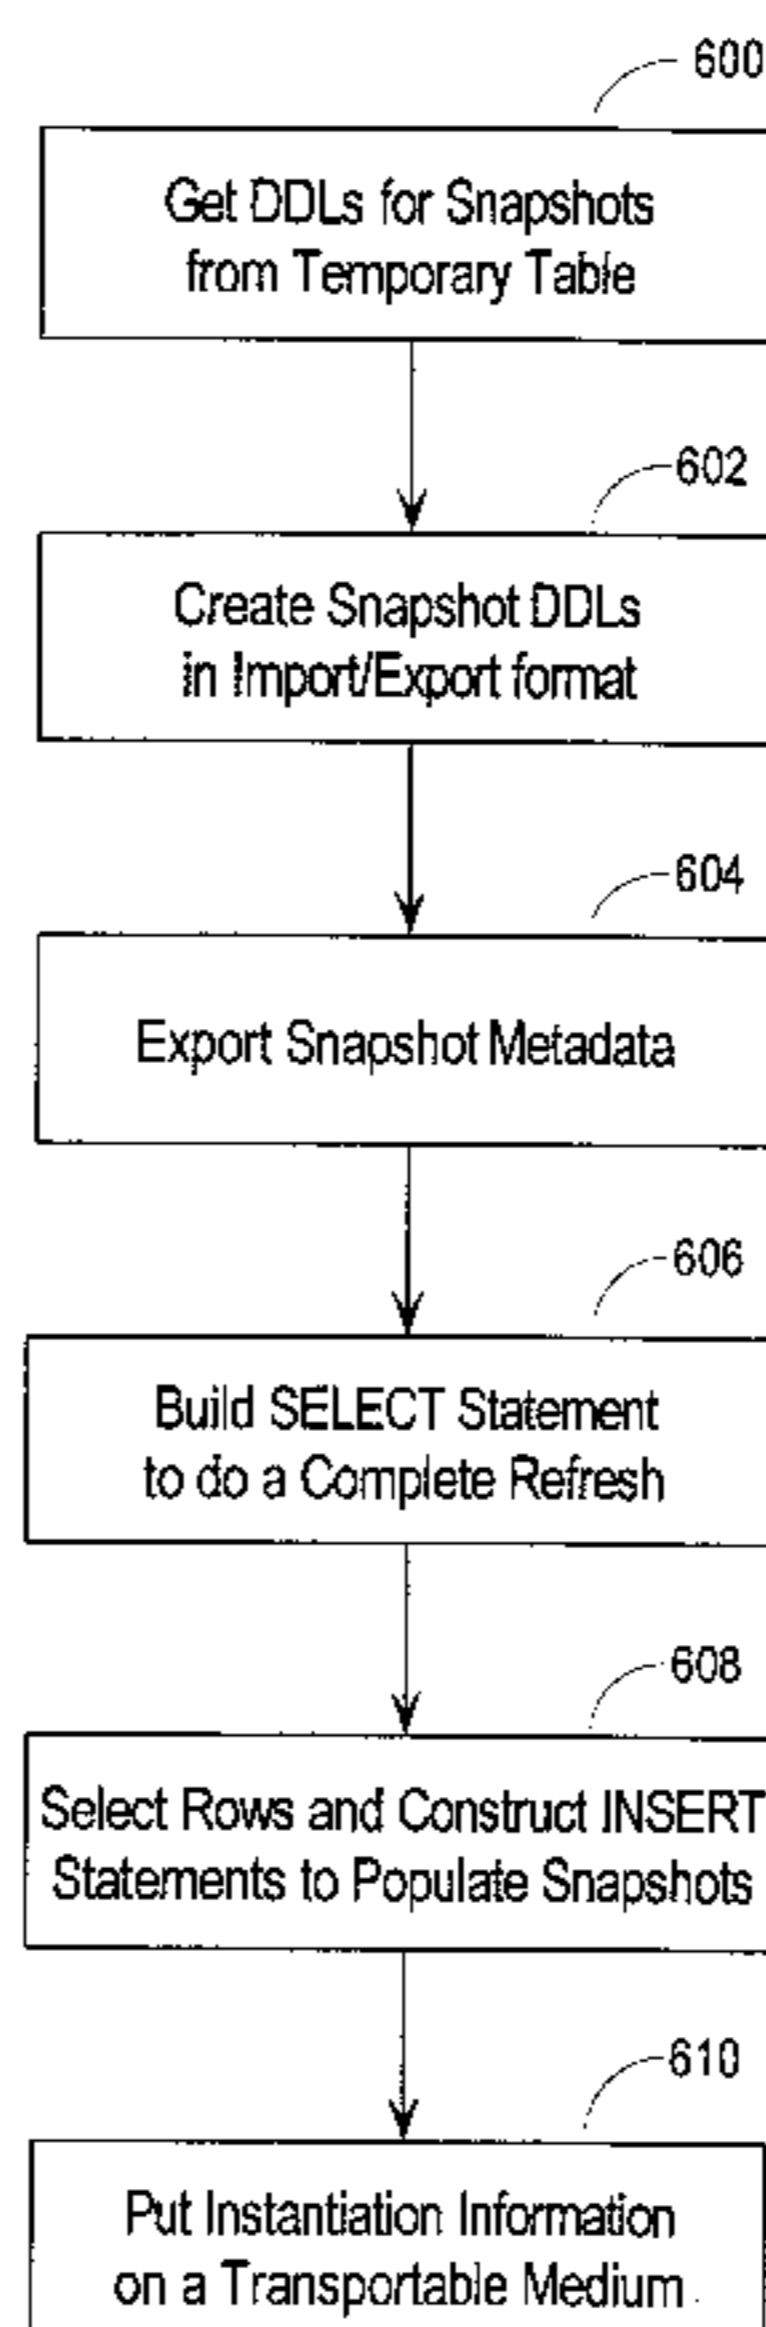 600
Get DDLs for Snapshots
from Temporary Table
602
Create Snapshot DDLs
in Import/Export format
604
Export Snapshot Metadata
606
Build SELECT Statement
to do a Complete Refresh
608
Select Rows and Construct INSERT
Statements to Populate Snapshots
610
Put Instantiation Information
on a Transportable Medium